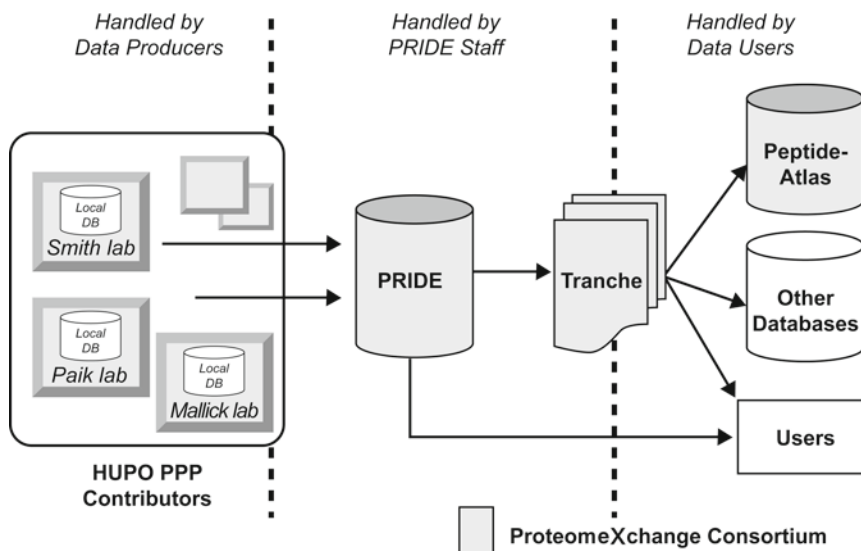 Handled by
Data Producers
Handled by
PRIDE Staff
Handled by
Data Users
Local
DB
Smith lab
Local
DB
Paik lab
Local
DB
Mallick lab
HUPO PPP
Contributors
PRIDE
Tranche
Peptide-
Atlas
Other
Databases
Users
ProteomeXchange Consortium